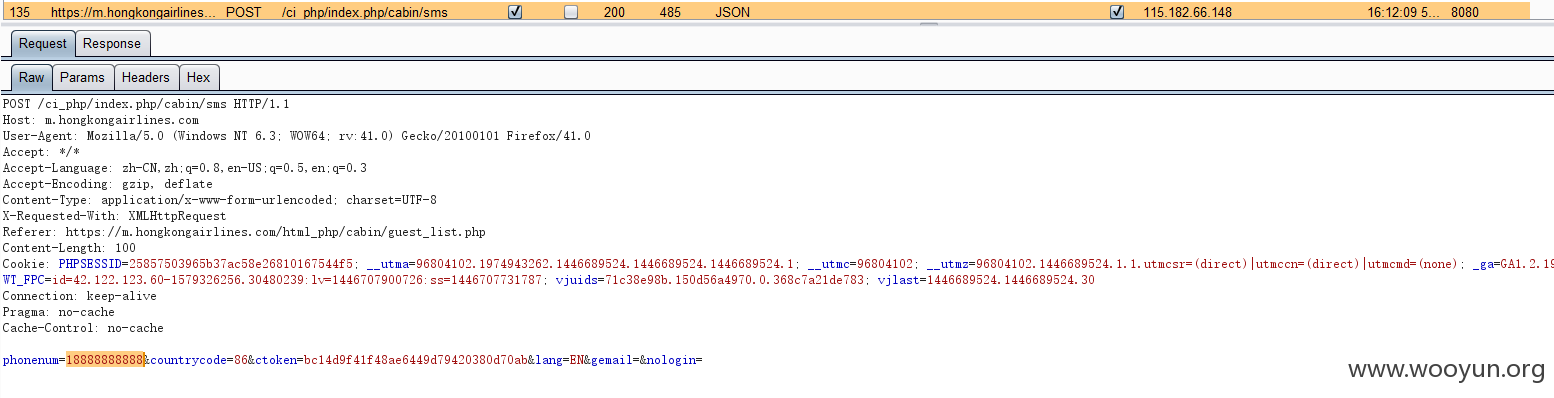 135 https://m.hongkongairlines... POST /ci_php/index.php/cabin/sms 200 485 JSON 115.182.66.148 16:12:09 5... 8080
Request Response
Raw Params Headers Hex
POST /ci_php/index.php/cabin/sms HTTP/1.1
Host: m.hongkongairlines.com
User-Agent: Mozilla/5.0 (Windows NT 6.3; WOW64; rv:41.0) Gecko/20100101 Firefox/41.0
Accept: */*
Accept-Language: zh-CN,zh;q=0.8,en-US;q=0.5,en;q=0.3
Accept-Encoding: gzip, deflate
Content-Type: application/x-www-form-urlencoded; charset=UTF-8
X-Requested-With: XMLHttpRequest
Referer: https://m.hongkongairlines.com/html_php/cabin/guest_list.php
Content-Length: 100
Cookie: PHPSESSID=25857503965b37ac58e26810167544f5; __utma=96804102.1974943262.1446689524.1446689524.1446689524.1; __utmc=96804102; __utmz=96804102.1446689524.1.1.utmcsr=(direct)|utmccn=(direct)|utmcmd=(none); _ga=GA1.2.19
WT_FPC=id=42.122.123.60-1579326256.30480239:lv=1446707900726:ss=1446707731787; vjuids=71c38e98b.150d56a4970.0.368c7a21de783; vjlast=1446689524.1446689524.30
Connection: keep-alive
Pragma: no-cache
Cache-Control: no-cache
phonenum=18888888888&countrycode=86&ctoken=bc14d9f41f48ae6449d79420380d70ab&lang=EN&gemail=&nologin=
www.wooyun.org